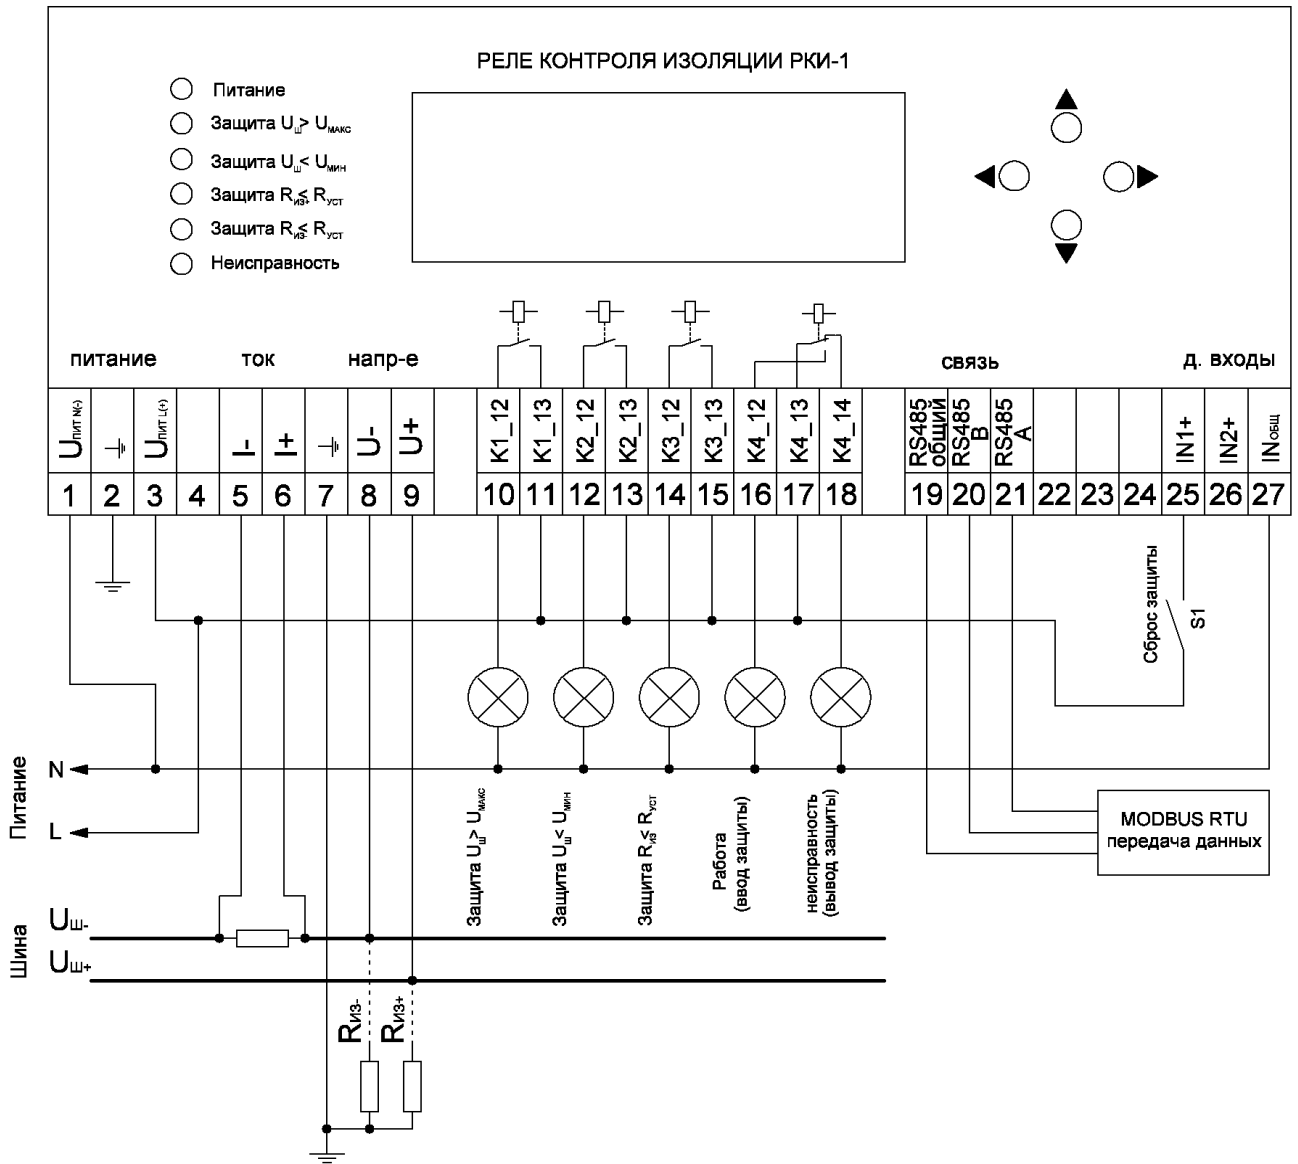 РЕЛЕ КОНТРОЛЯ ИЗОЛЯЦИИ РКИ-1
Питание
Защита Uш> Uмакс
Защита Uш< Uмин
Защита Rиз+≤ Rуст
Защита Rиз-≤ Rуст
Неисправность
питание
ток
напр-е
связь
д. входы
Uпит N(-)
Uпит L(+)
I-
I+
U-
U+
K1_12
K1_13
K2_12
K2_13
K3_12
K3_13
K4_12
K4_13
K4_14
RS485
общий
RS485
B
RS485
A
IN1+
IN2+
INобщ
1 2 3 4 5 6 7 8 9 10 11 12 13 14 15 16 17 18 19 20 21 22 23 24 25 26 27
Сброс защиты
S1
Питание
N
L
Защита Uш> Uмакс
Защита Uш< Uмин
Защита Rиз< Rуст
Работа
(ввод защиты)
неисправность
(вывод защиты)
MODBUS RTU
передача данных
Шина
Uш-
Uш+
Rиз-
Rиз+